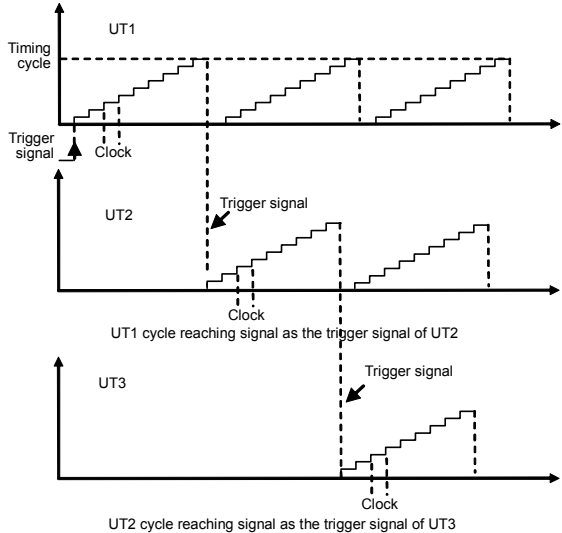 UT1
Timing
cycle
Trigger
signal
Clock
UT2
Trigger signal
Clock
UT1 cycle reaching signal as the trigger signal of UT2
UT3
Trigger signal
Clock
UT2 cycle reaching signal as the trigger signal of UT3